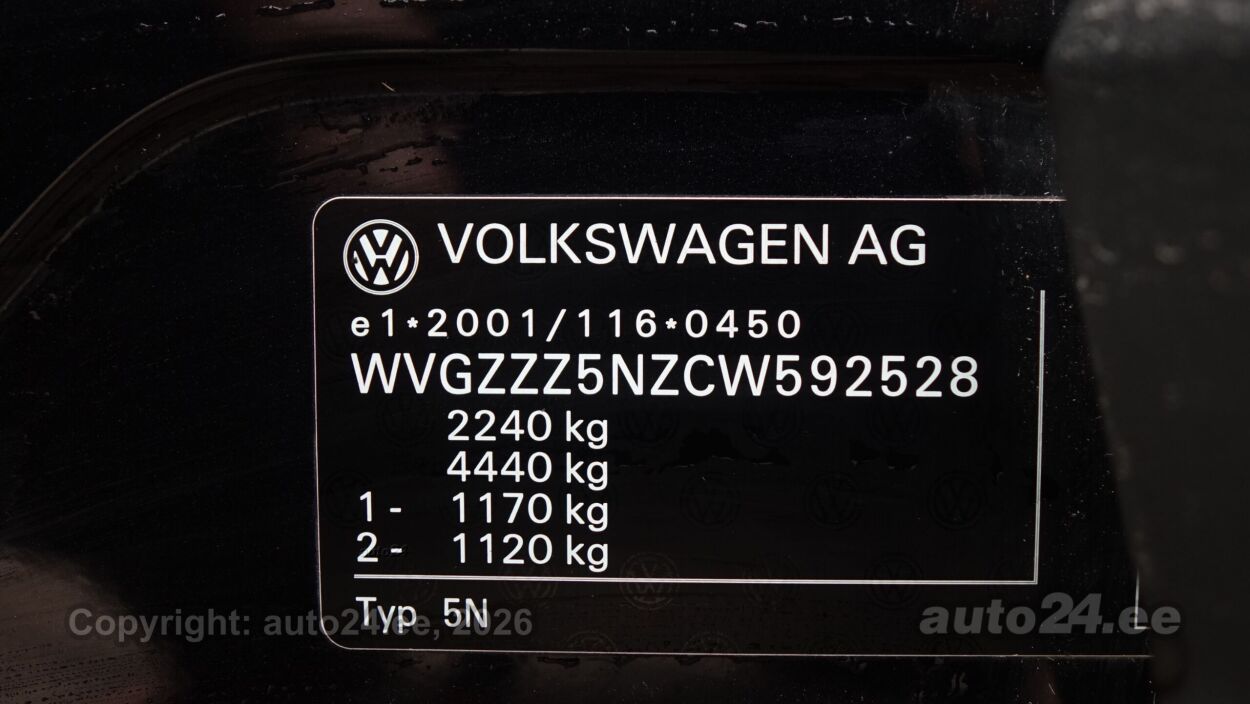 VOLKSWAGEN AG
e1*2001/116*0450
WVGZZZ5NZCW592528
2240 kg
4440 kg
1- 1170 kg
2- 1120 kg
Typ 5N
Copyright: auto24.ee, 2026
auto24.ee